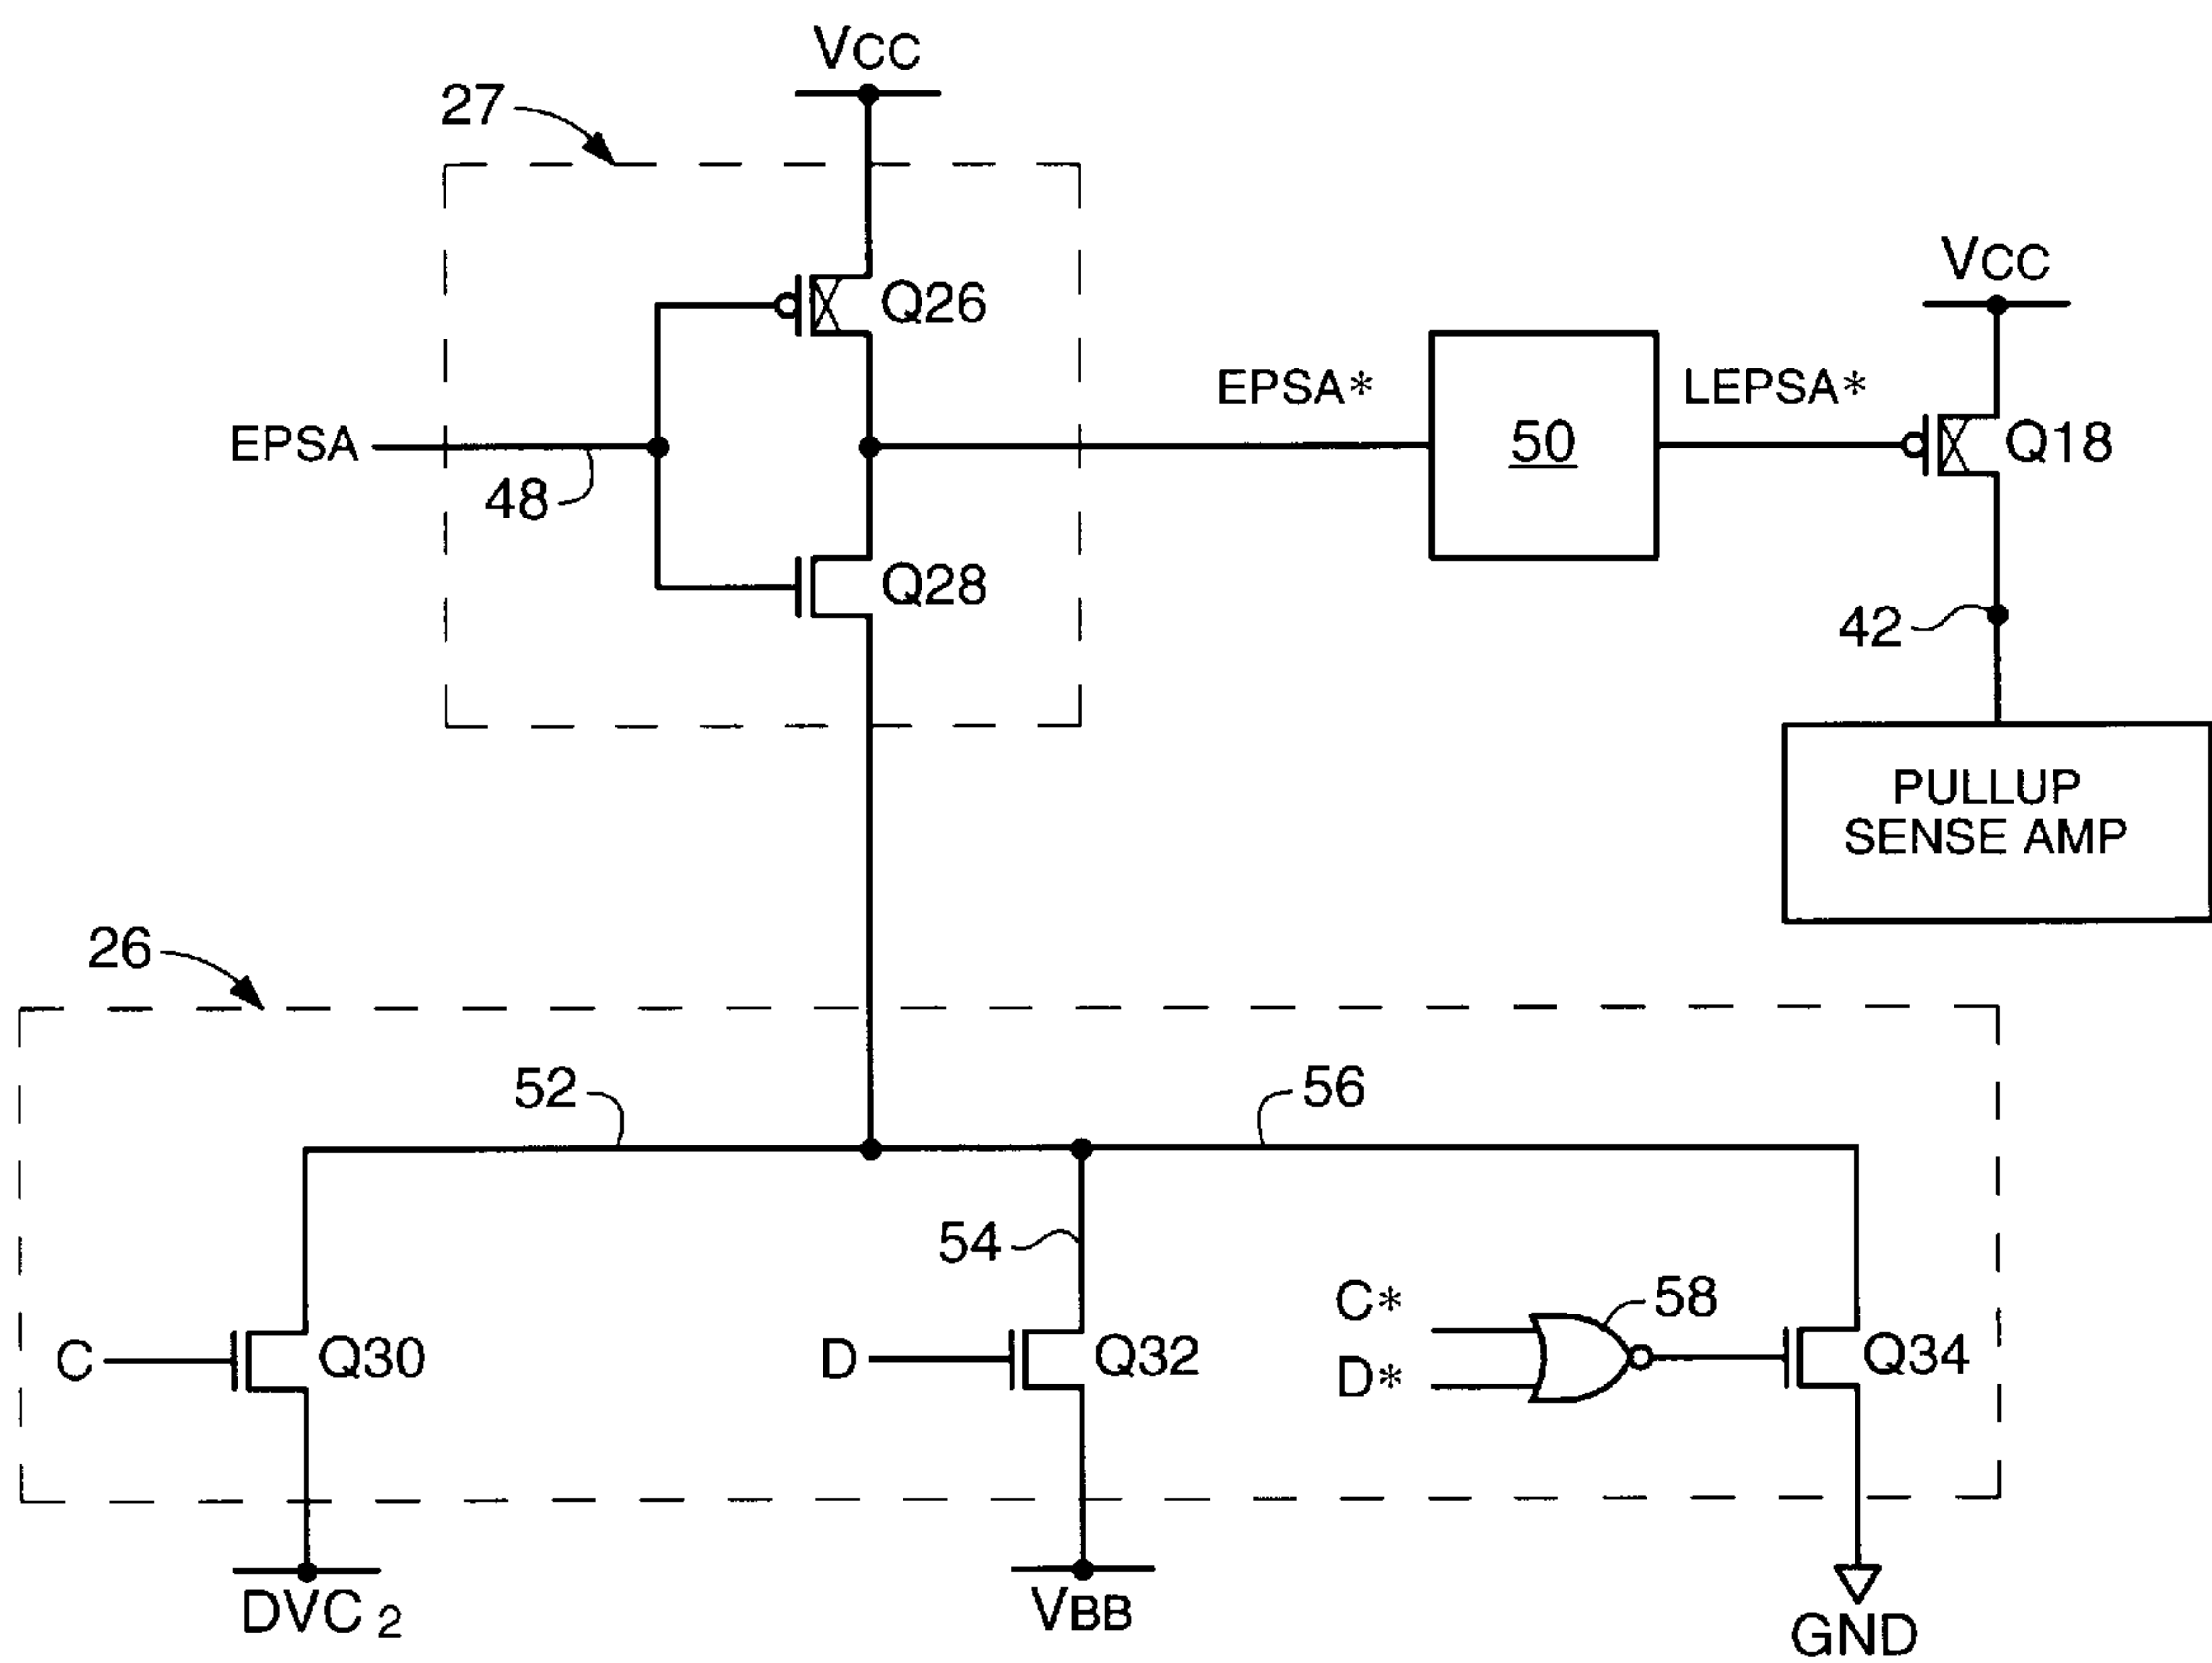 VCC
27
Q26
VCC
EPSA
48
EPSA*
50
LEPSA*
Q18
Q28
42
PULLUP
SENSE AMP
26
52
56
54
C
Q30
D
Q32
C*
D*
58
Q34
DVC 2
VBB
GND